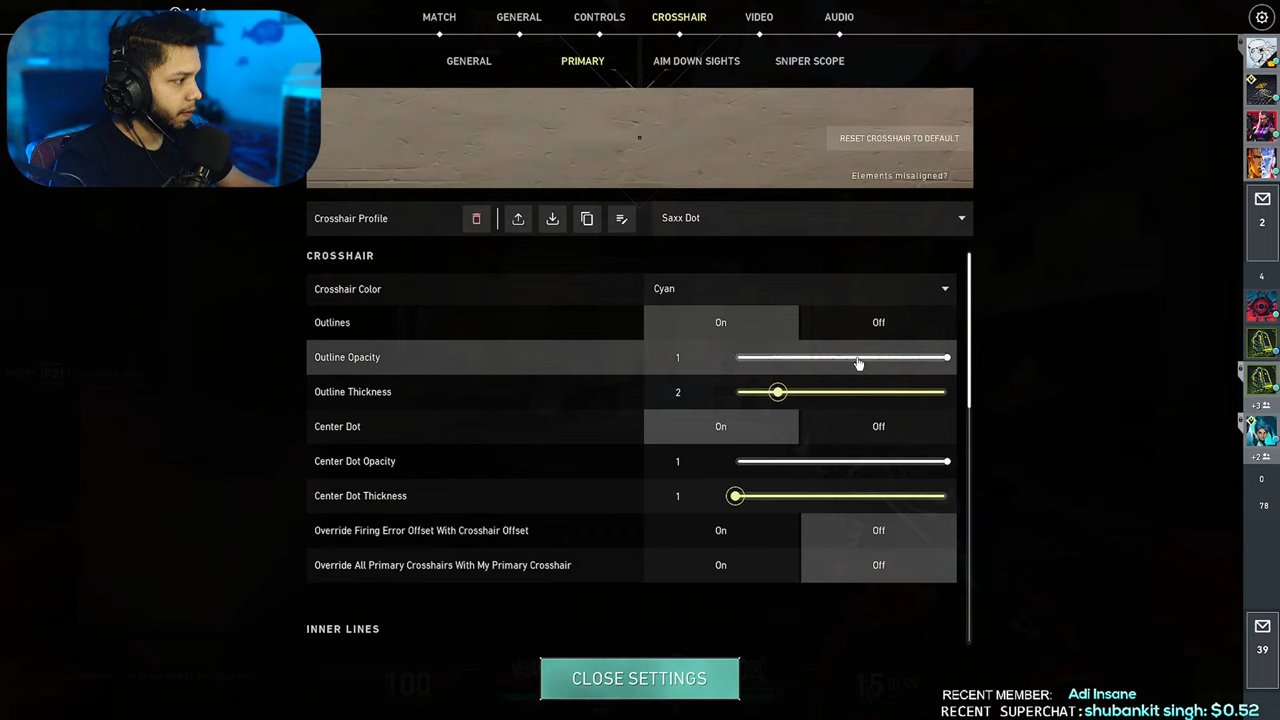 MATCH GENERAL CONTROLS CROSSHAIR VIDEO AUDIO
GENERAL PRIMARY AIM DOWN SIGHTS SNIPER SCOPE
RESET CROSSHAIR TO DEFAULT
Elements misaligned?
Crosshair Profile Saxx Dot
CROSSHAIR
Crosshair Color Cyan
Outlines On Off
Outline Opacity 1
Outline Thickness 2
Center Dot On Off
Center Dot Opacity 1
Center Dot Thickness 1
Override Firing Error Offset With Crosshair Offset On Off
Override All Primary Crosshairs With My Primary Crosshair On Off
INNER LINES
CLOSE SETTINGS
100
2
4
+3
+2
0
78
39
RECENT MEMBER: Adi Insane
RECENT SUPERCHAT: shubankit singh: $0.52